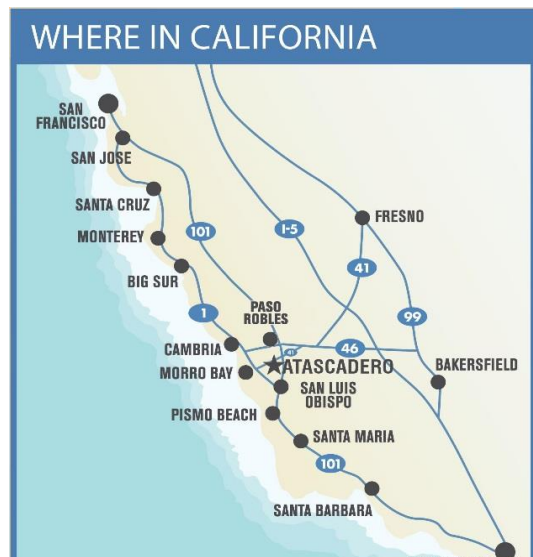 WHERE IN CALIFORNIA
SAN
FRANCISCO
SAN JOSE
SANTA CRUZ
MONTEREY
101
I-5
FRESNO
41
BIG SUR
1
PASO
ROBLES
99
CAMBRIA
41
46
ATASCADERO
MORRO BAY
BAKERSFIELD
SAN LUIS
OBISPO
PISMO BEACH
SANTA MARIA
101
SANTA BARBARA